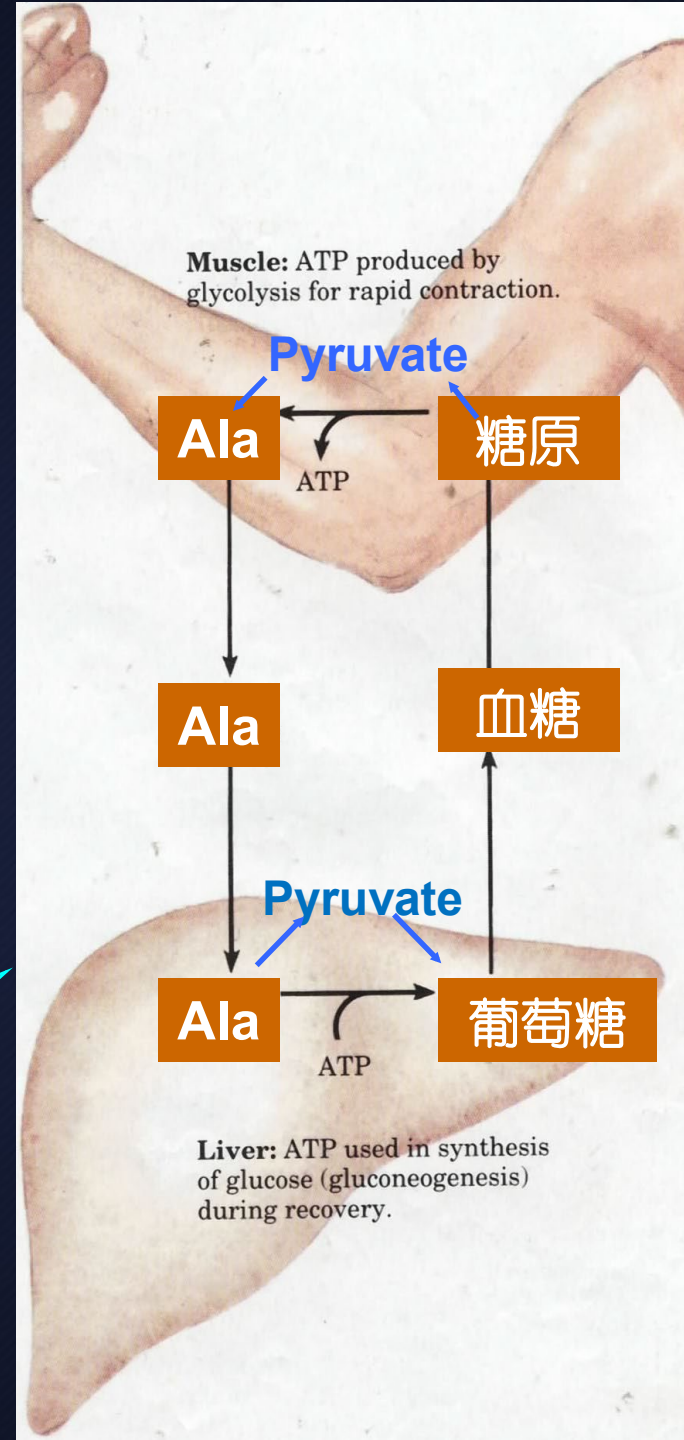 Muscle: ATP produced by
glycolysis for rapid contraction.
Pyruvate
Ala
糖原
ATP
Ala
血糖
Pyruvate
Ala
葡萄糖
ATP
Liver: ATP used in synthesis
of glucose (gluconeogenesis)
during recovery.